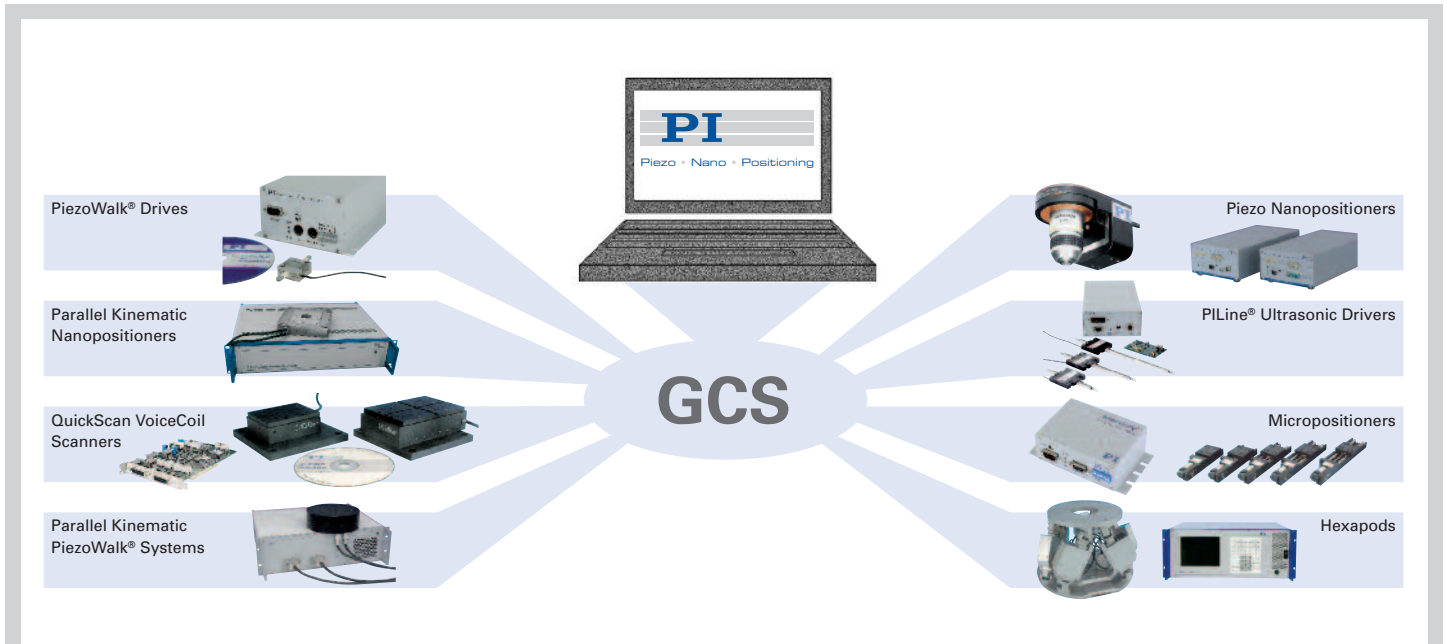 PI
Piezo • Nano • Positioning
PiezoWalk® Drives
Parallel Kinematic
Nanopositioners
QuickScan VoiceCoil
Scanners
Parallel Kinematic
PiezoWalk® Systems
GCS
Piezo Nanopositioners
PILine® Ultrasonic Drivers
Micropositioners
Hexapods